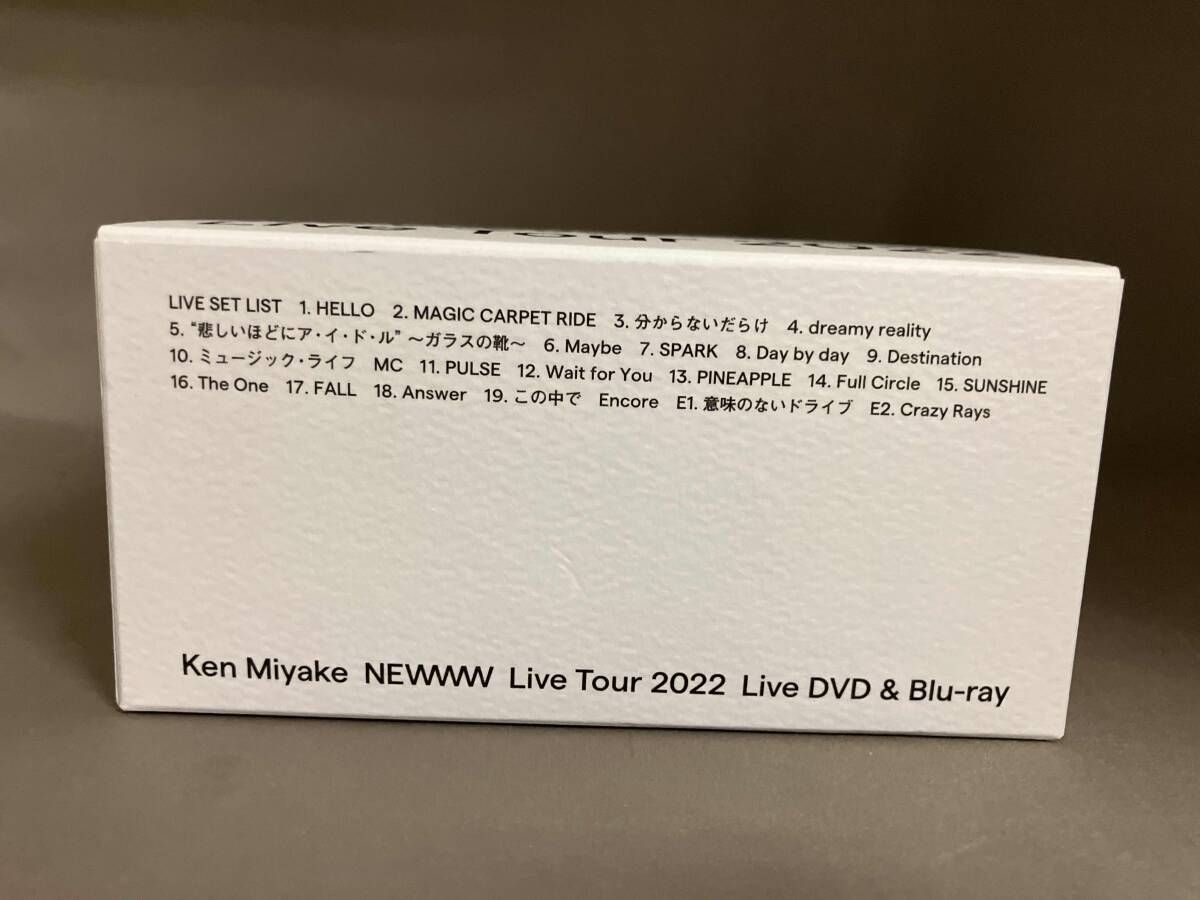 Live Tour 2022
LIVE SET LIST 1. HELLO 2. MAGIC CARPET RIDE 3. 分からないだらけ 4. dreamy reality
5. “悲しいほどにア・イ・ド・ル” ～ガラスの靴～ 6. Maybe 7. SPARK 8. Day by day 9. Destination
10. ミュージック・ライフ MC 11. PULSE 12. Wait for You 13. PINEAPPLE 14. Full Circle 15. SUNSHINE
16. The One 17. FALL 18. Answer 19. この中で Encore E1. 意味のないドライブ E2. Crazy Rays
Ken Miyake NEWWW Live Tour 2022 Live DVD & Blu-ray